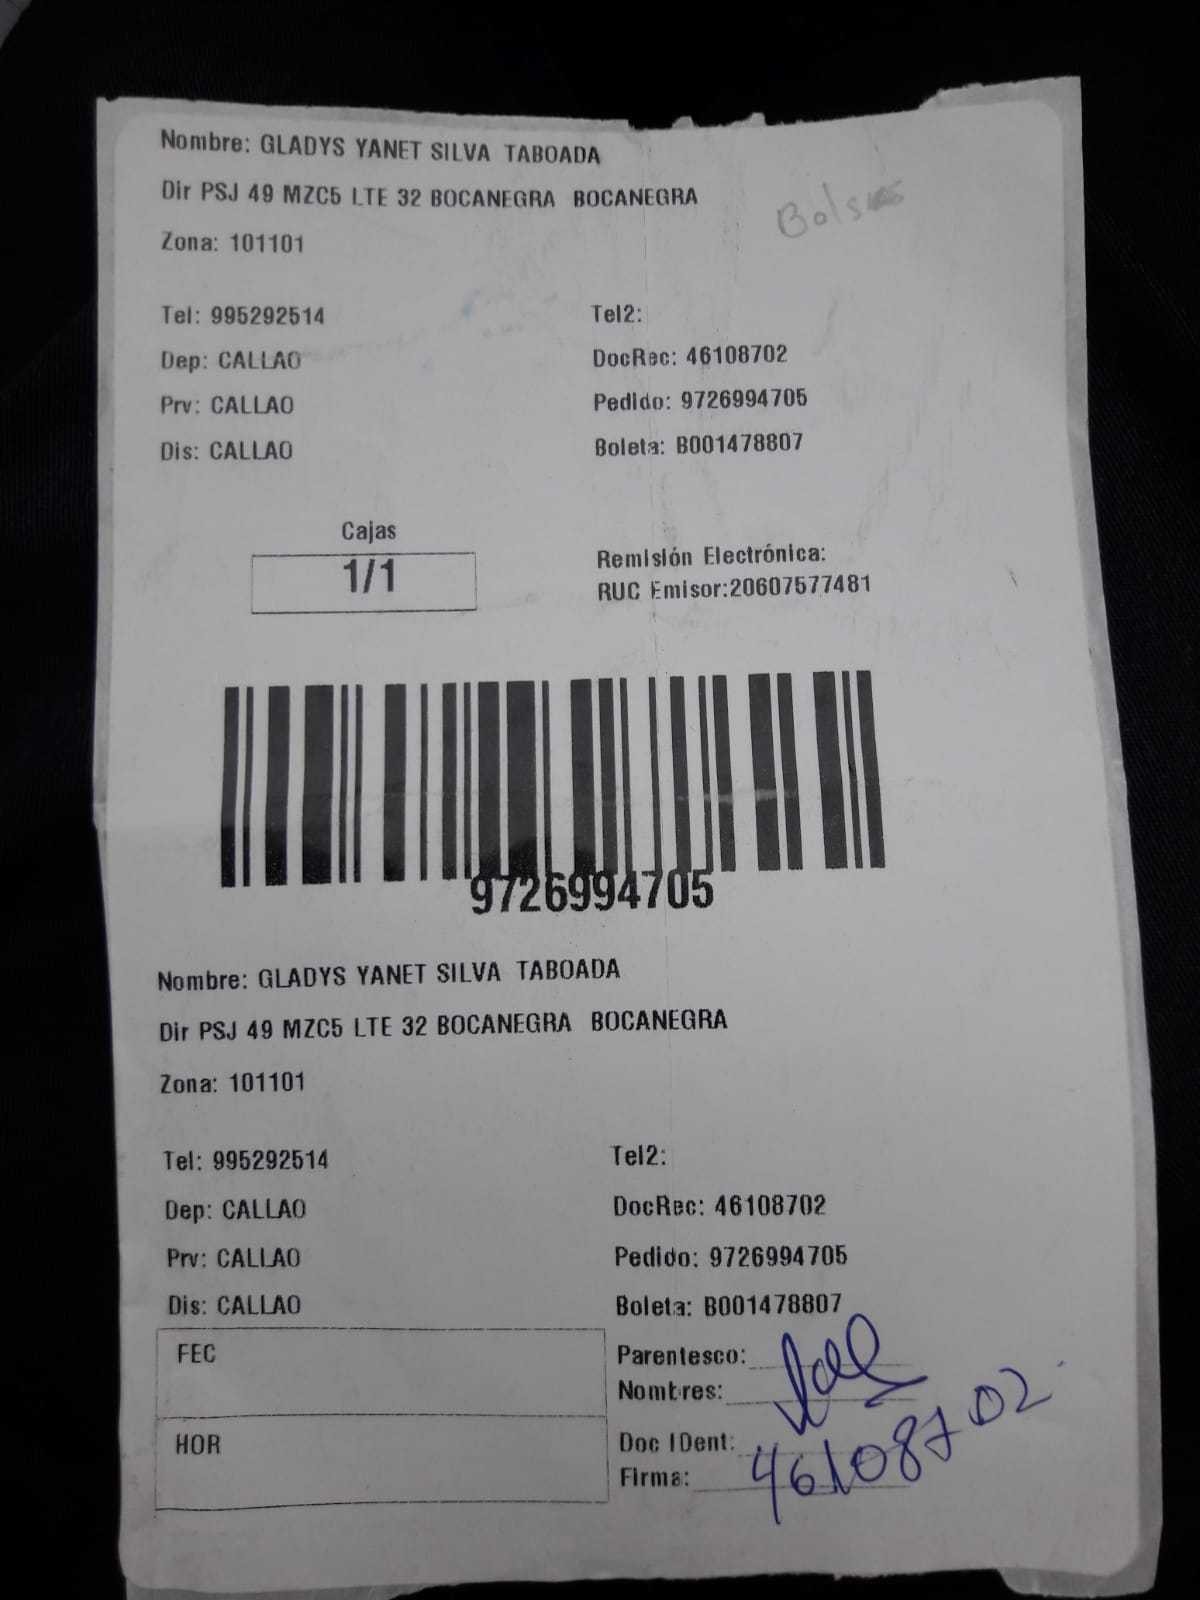 Nombre: GLADYS YANET SILVA TABOADA
Dir PSJ 49 MZC5 LTE 32 BOCANEGRA BOCANEGRA
Bolsas
Zona: 101101
Tel: 995292514
Tel2:
Dep: CALLAO
DocRec: 46108702
Prv: CALLAO
Pedido: 9726994705
Dis: CALLAO
Boleta: B001478807
Cajas
1/1
Remisión Electrónica:
RUC Emisor:20607577481
9726994705
Nombre: GLADYS YANET SILVA TABOADA
Dir PSJ 49 MZC5 LTE 32 BOCANEGRA BOCANEGRA
Zona: 101101
Tel: 995292514
Tel2:
Dep: CALLAO
DocRec: 46108702
Prv: CALLAO
Pedido: 9726994705
Dis: CALLAO
Boleta: B001478807
FEC
Parentesco:
Nombres:
HOR
Doc IDent:
Firma:
46108702